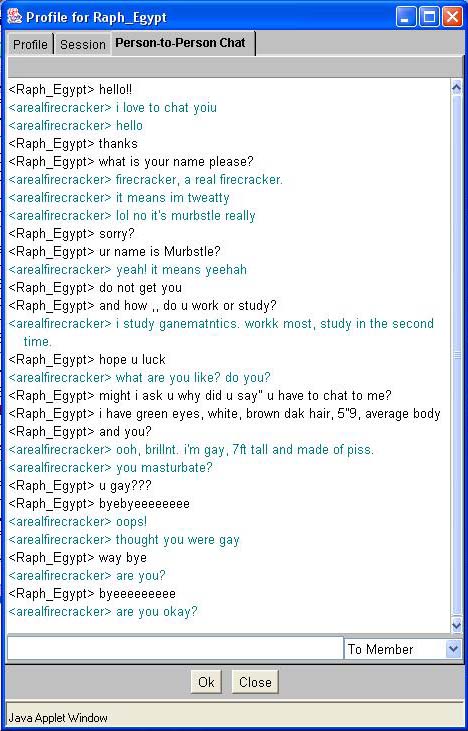 Profile for Raph_Egypt
Profile Session Person-to-Person Chat
<Raph_Egypt> hello!!
<arealfirecracker> i love to chat yoiu
<arealfirecracker> hello
<Raph_Egypt> thanks
<Raph_Egypt> what is your name please?
<arealfirecracker> firecracker, a real firecracker.
<arealfirecracker> it means im tweatty
<arealfirecracker> lol no it's murbstle really
<Raph_Egypt> sorry?
<Raph_Egypt> ur name is Murbstle?
<arealfirecracker> yeah! it means yeehah
<Raph_Egypt> do not get you
<Raph_Egypt> and how ,, do u work or study?
<arealfirecracker> i study ganematntics. workk most, study in the second
time.
<Raph_Egypt> hope u luck
<arealfirecracker> what are you like? do you?
<Raph_Egypt> might i ask u why did u say" u have to chat to me?
<Raph_Egypt> i have green eyes, white, brown dak hair, 5"9, average body
<Raph_Egypt> and you?
<arealfirecracker> ooh, brillnt. i'm gay, 7ft tall and made of piss.
<arealfirecracker> you masturbate?
<Raph_Egypt> u gay???
<Raph_Egypt> byebyeeeeeeee
<arealfirecracker> oops!
<arealfirecracker> thought you were gay
<Raph_Egypt> way bye
<arealfirecracker> are you?
<Raph_Egypt> byeeeeeeeee
<arealfirecracker> are you okay?
To Member
Ok Close
Java Applet Window